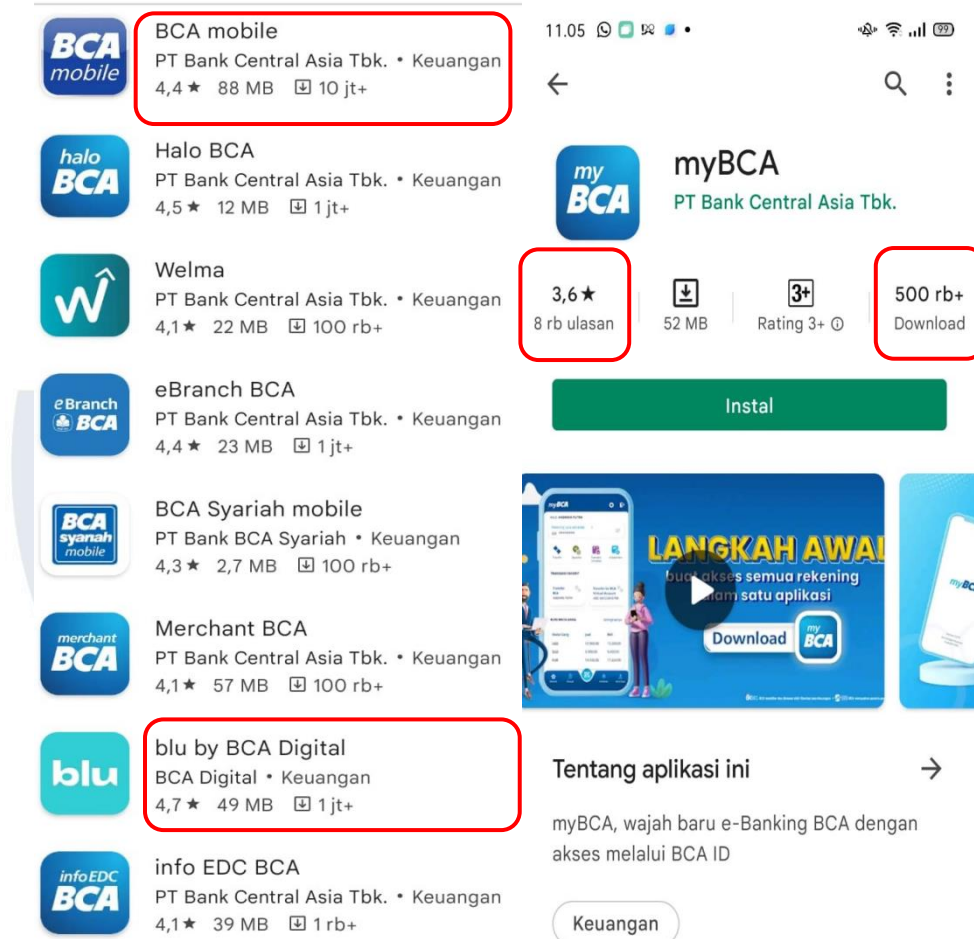 BCA
mobile
BCA mobile
PT Bank Central Asia Tbk. • Keuangan
4,4★ 88 MB 10 jt+
halo
BCA
Halo BCA
PT Bank Central Asia Tbk. • Keuangan
4,5★ 12 MB 1 jt+
Welma
PT Bank Central Asia Tbk. • Keuangan
4,1★ 22 MB 100 rb+
eBranch
BCA
eBranch BCA
PT Bank Central Asia Tbk. • Keuangan
4,4★ 23 MB 1 jt+
BCA
syariah
mobile
BCA Syariah mobile
PT Bank BCA Syariah • Keuangan
4,3★ 2,7 MB 100 rb+
merchant
BCA
Merchant BCA
PT Bank Central Asia Tbk. • Keuangan
4,1★ 57 MB 100 rb+
blu
blu by BCA Digital
BCA Digital • Keuangan
4,7★ 49 MB 1 jt+
info EDC
BCA
info EDC BCA
PT Bank Central Asia Tbk. • Keuangan
4,1★ 39 MB 1 rb+
11.05 99
my
BCA
myBCA
PT Bank Central Asia Tbk.
3,6★ 3+ 500 rb+
8 rb ulasan 52 MB Rating 3+ Download
Instal
myBCA
LANGKAH AWAL
buat akses semua rekening
dalam satu aplikasi
Download
my
BCA
Tentang aplikasi ini
myBCA, wajah baru e-Banking BCA dengan
akses melalui BCA ID
Keuangan